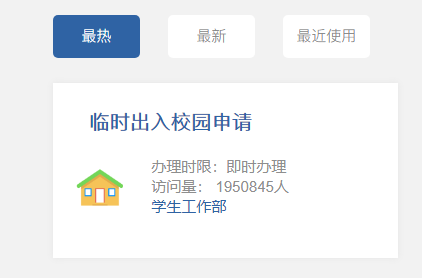 最热 最新 最近使用
临时出入校园申请
办理时限：即时办理
访问量： 1950845人
学生工作部